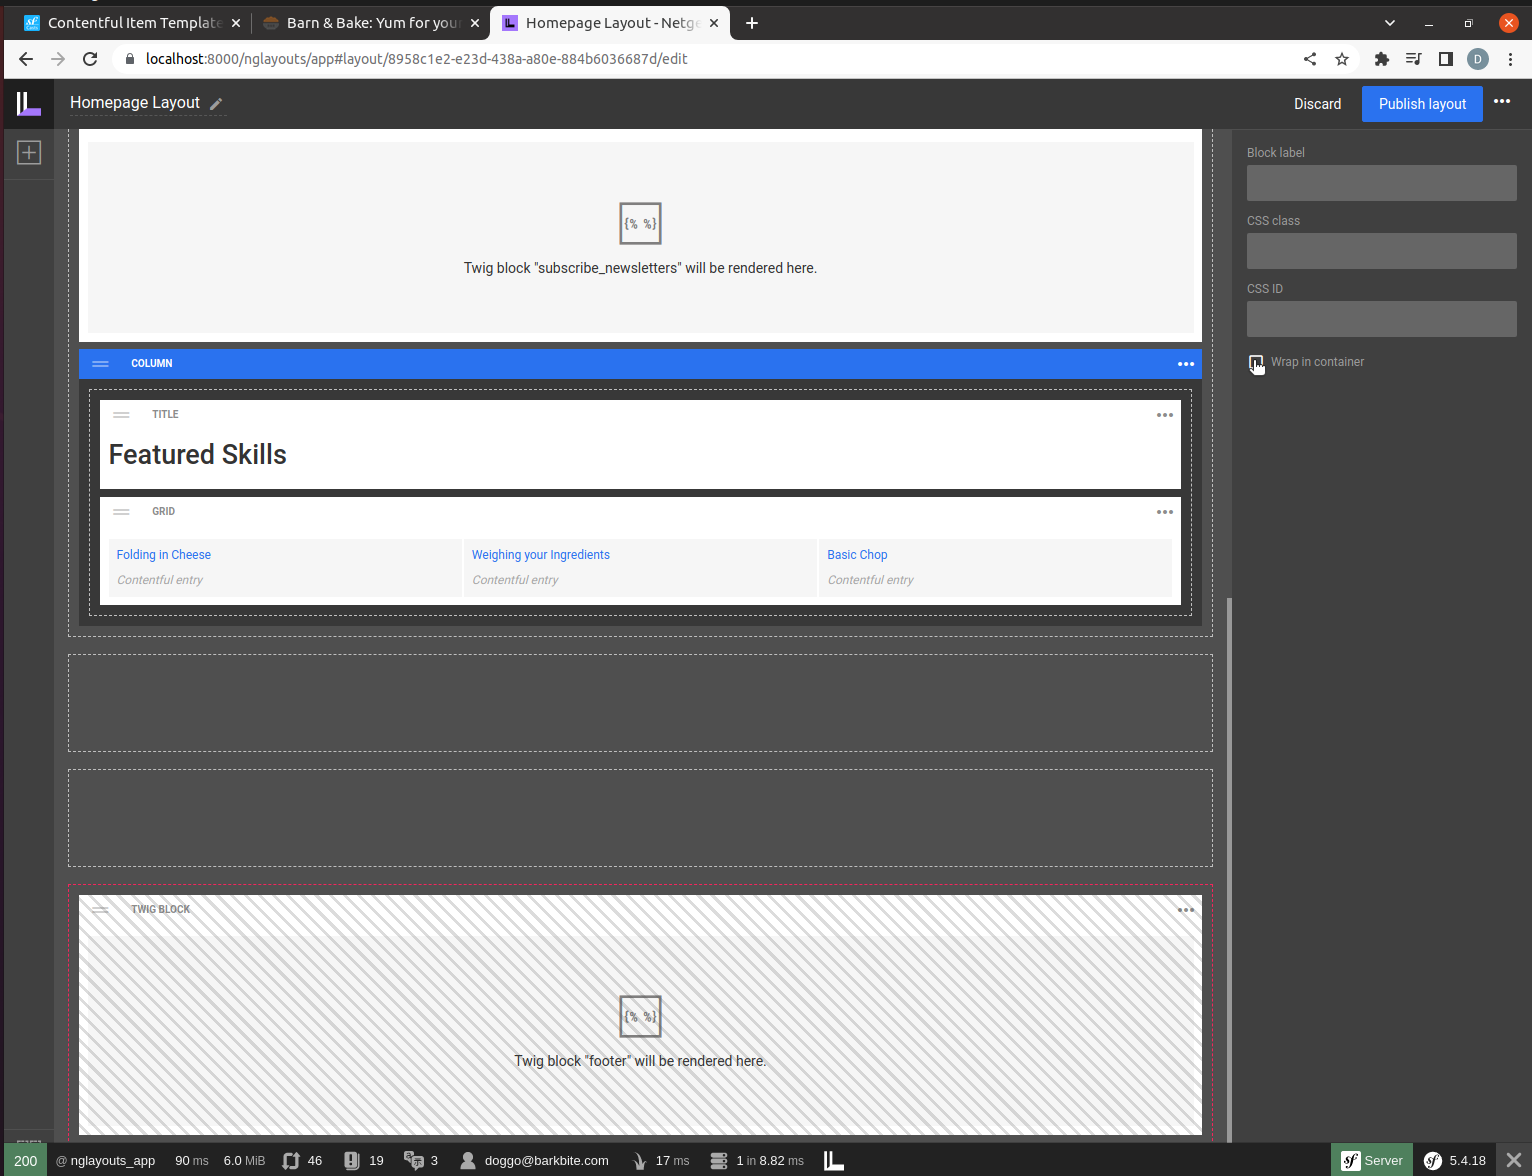 Contentful Item Template
Barn & Bake: Yum for your
Homepage Layout - Netge
localhost:8000/nglayouts/app#layout/8958c1e2-e23d-438a-a80e-884b6036687d/edit
D
Homepage Layout
Discard
Publish layout
Block label
{% %}
Twig block "subscribe_newsletters" will be rendered here.
CSS class
CSS ID
Wrap in container
COLUMN
TITLE
Featured Skills
GRID
Folding in Cheese
Weighing your Ingredients
Basic Chop
Contentful entry
Contentful entry
Contentful entry
TWIG BLOCK
{% %}
Twig block "footer" will be rendered here.
200
@ nglayouts_app
90 ms
6.0 MiB
46
19
3
doggo@barkbite.com
17 ms
1 in 8.82 ms
sf Server
sf 5.4.18